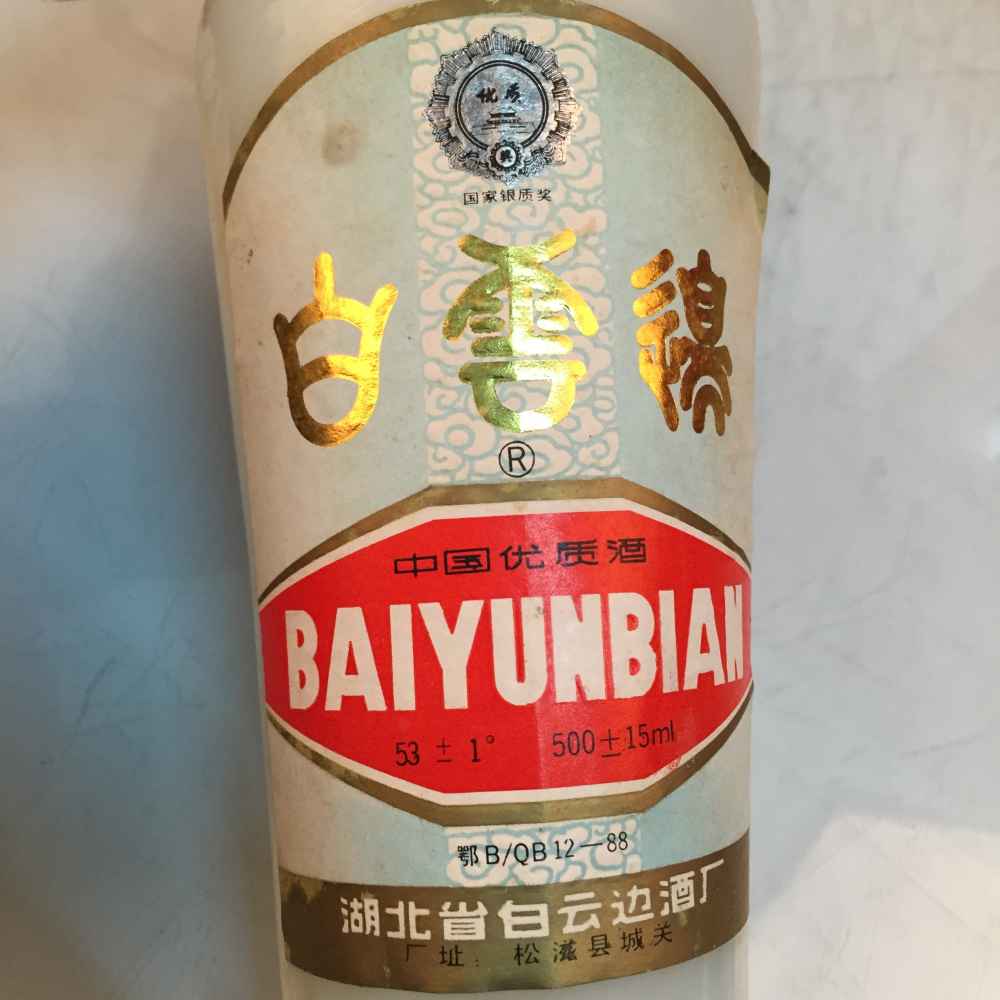 优质
奖
国家银质奖
白雲邊
®
中国优质酒
BAIYUNBIAN
53 ± 1° 500±15ml
鄂B/QB12—88
湖北省白云边酒厂
厂址: 松滋县城关